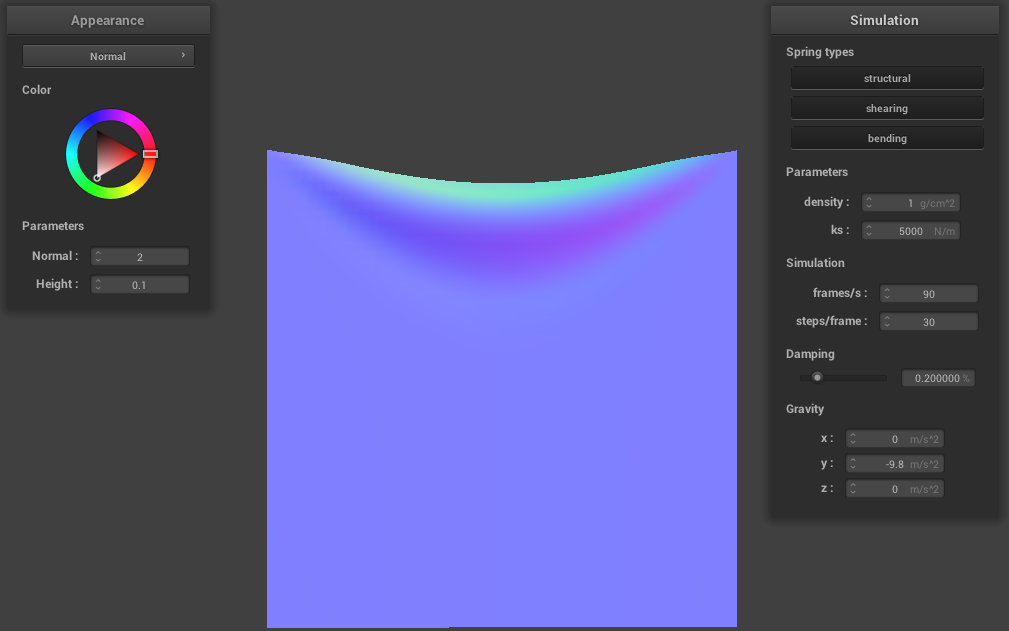 Appearance
Normal
Color
Parameters
Normal : 2
Height : 0.1
Simulation
Spring types
structural
shearing
bending
Parameters
density : 1 g/cm^2
ks : 5000 N/m
Simulation
frames/s : 90
steps/frame : 30
Damping
0.200000 %
Gravity
x : 0 m/s^2
y : -9.8 m/s^2
z : 0 m/s^2